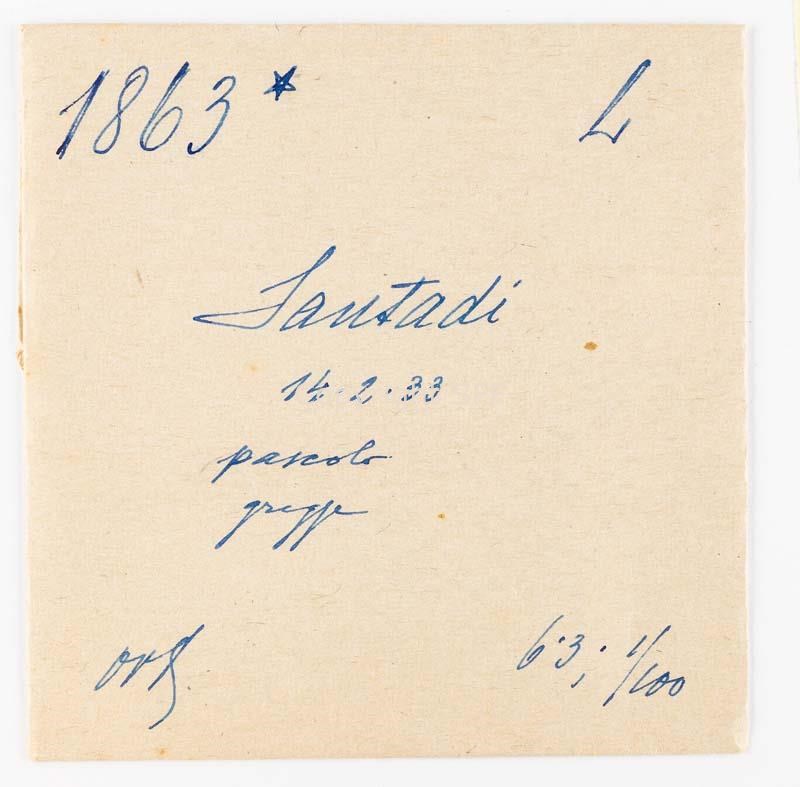 1863* L
Santadi
14.2.33
pascolo
gregge
6.3; 1/100